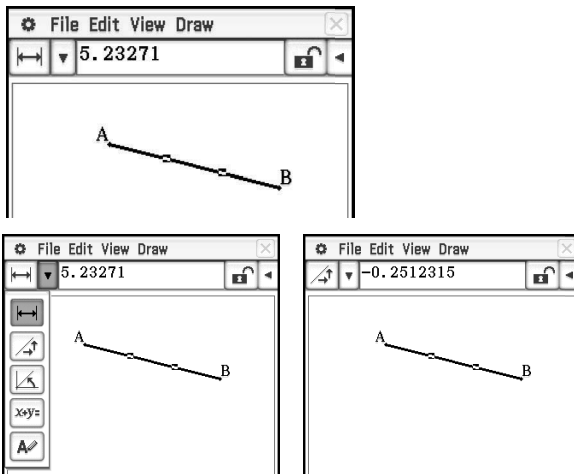 File Edit View Draw
5.23271
A
B
File Edit View Draw
5.23271
A
B
x+y=
A
File Edit View Draw
-0.2512315
A
B